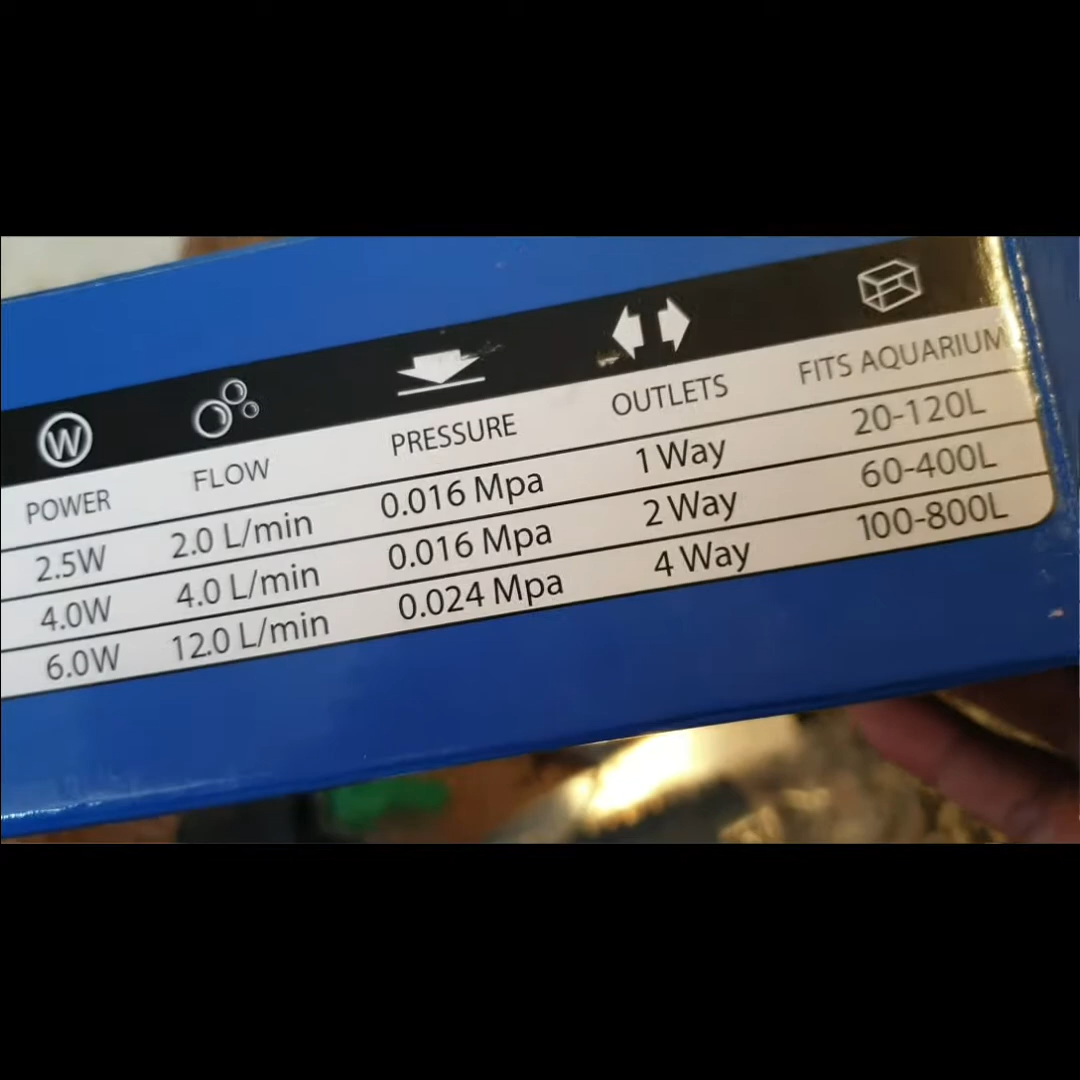 W
POWER FLOW PRESSURE OUTLETS FITS AQUARIUM
2.5W 2.0 L/min 0.016 Mpa 1 Way 20-120L
4.0W 4.0 L/min 0.016 Mpa 2 Way 60-400L
6.0W 12.0 L/min 0.024 Mpa 4 Way 100-800L